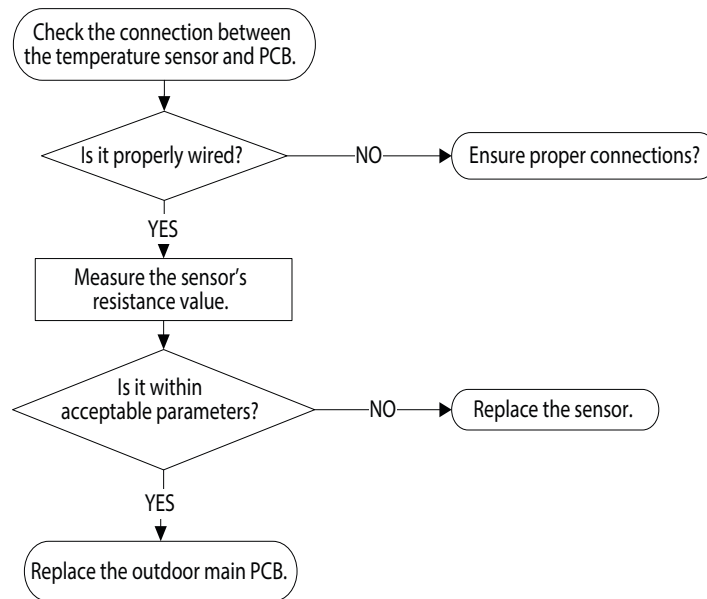 Check the connection between
the temperature sensor and PCB.
Is it properly wired?
NO
Ensure proper connections?
YES
Measure the sensor's
resistance value.
Is it within
acceptable parameters?
NO
Replace the sensor.
YES
Replace the outdoor main PCB.